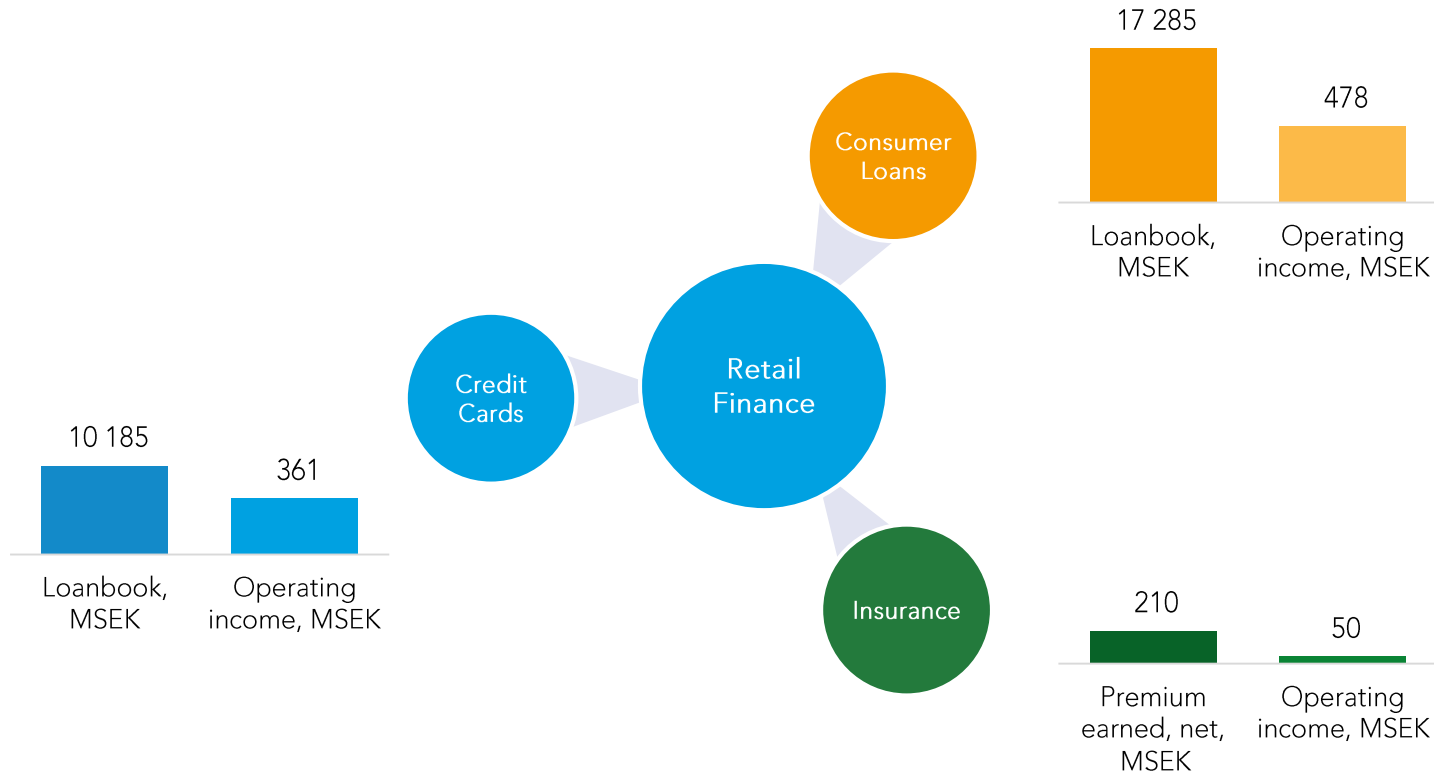 17 285
478
Loanbook,
MSEK
Operating
income, MSEK
Consumer
Loans
Retail
Finance
Credit
Cards
10 185
361
Loanbook,
MSEK
Operating
income, MSEK
Insurance
210
50
Premium
earned, net,
MSEK
Operating
income, MSEK